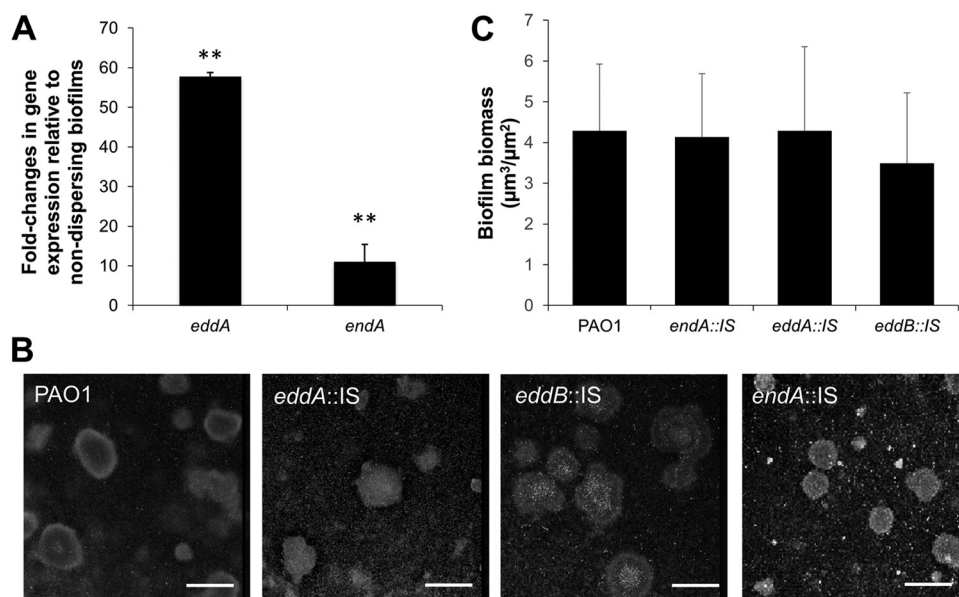 A
Fold-changes in gene
expression relative to
non-dispersing biofilms
70
60
50
40
30
20
10
0
**
**
eddA
endA
C
Biofilm biomass
(µm³/µm²)
7
6
5
4
3
2
1
0
PAO1
endA::IS
eddA::IS
eddB::IS
B
PAO1
eddA::IS
eddB::IS
endA::IS